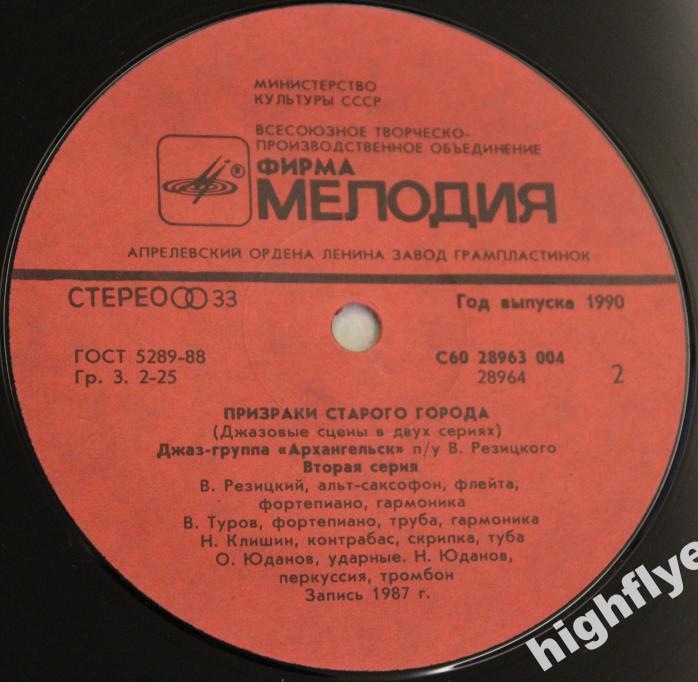 МИНИСТЕРСТВО
КУЛЬТУРЫ СССР
ВСЕСОЮЗНОЕ ТВОРЧЕСКО-
ПРОИЗВОДСТВЕННОЕ ОБЪЕДИНЕНИЕ
®
ФИРМА
МЕЛОДИЯ
АПРЕЛЕВСКИЙ ОРДЕНА ЛЕНИНА ЗАВОД ГРАМПЛАСТИНОК
СТЕРЕО 33 Год выпуска 1990
ГОСТ 5289-88 С60 28963 004
Гр. 3. 2-25 28964 2
ПРИЗРАКИ СТАРОГО ГОРОДА
(Джазовые сцены в двух сериях)
Джаз-группа «Архангельск» п/у В. Резицкого
Вторая серия
В. Резицкий, альт-саксофон, флейта,
фортепиано, гармоника
В. Туров, фортепиано, труба, гармоника
Н. Клишин, контрабас, скрипка, туба
О. Юданов, ударные. Н. Юданов,
перкуссия, тромбон
Запись 1987 г.
highflye